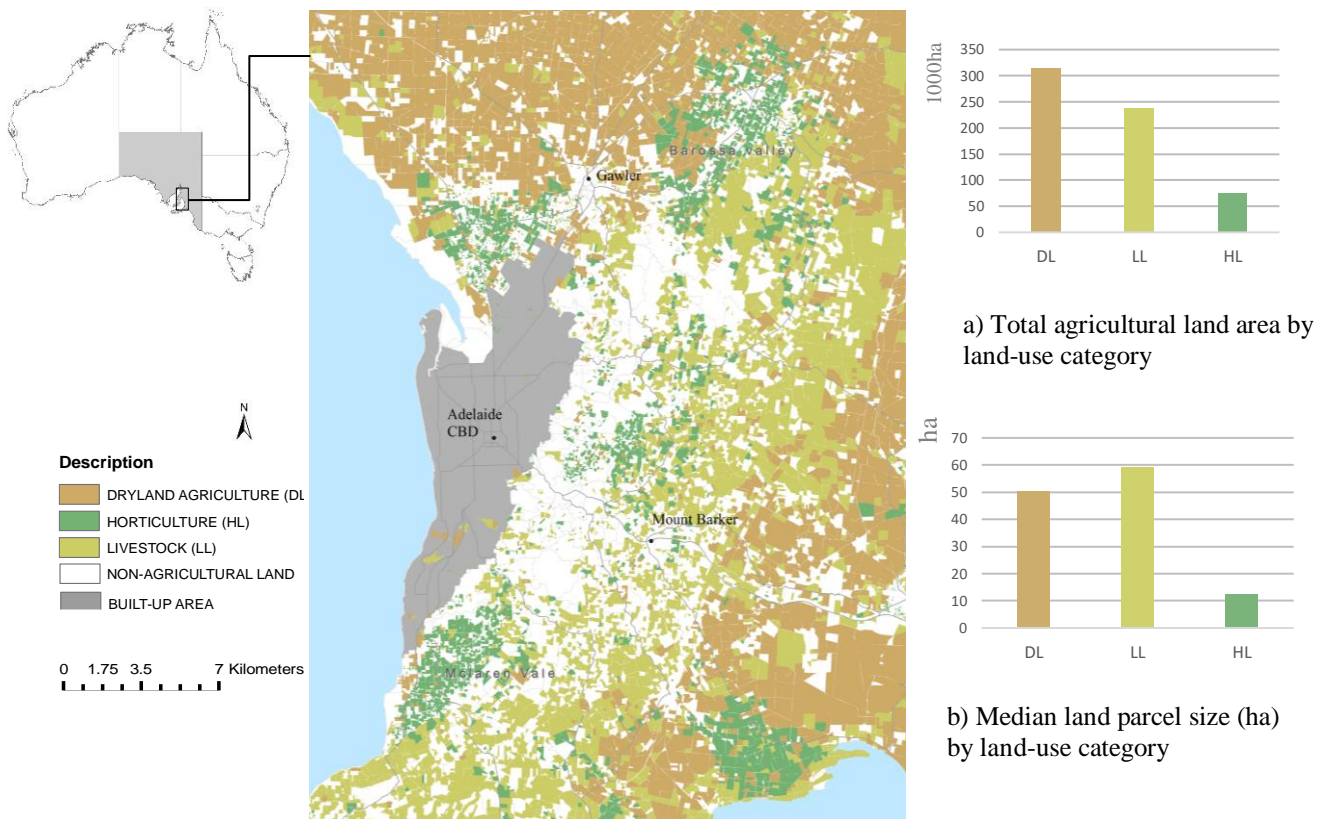 N
Description
DRYLAND AGRICULTURE (DL
HORTICULTURE (HL)
LIVESTOCK (LL)
NON-AGRICULTURAL LAND
BUILT-UP AREA
0 1.75 3.5 7 Kilometers
Barossa valley
Gawler
Adelaide
CBD
Mount Barker
Mclaren Vale
1000ha
350
300
250
200
150
100
50
0
DL LL HL
a) Total agricultural land area by
land-use category
ha
70
60
50
40
30
20
10
0
DL LL HL
b) Median land parcel size (ha)
by land-use category